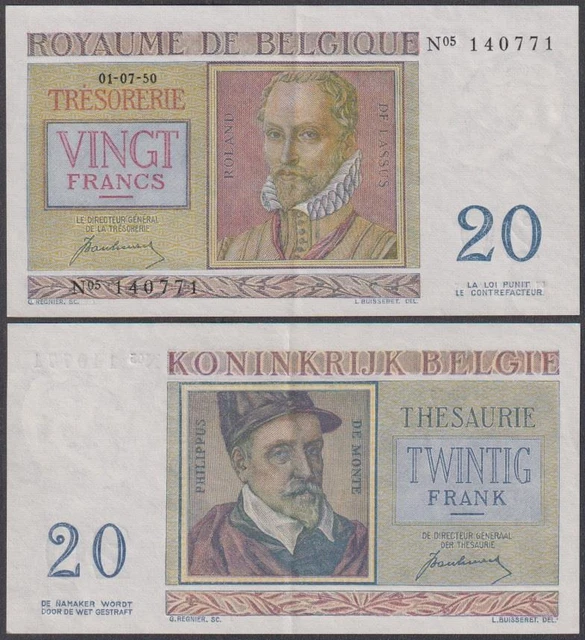 ROYAUME DE BELGIQUE
N05 140771
01-07-50
TRÉSORERIE
VINGT
FRANCS
LE DIRECTEUR GÉNÉRAL
DE LA TRÉSORERIE
ROLAND
DE LASSUS
20
LA LOI PUNIT
LE CONTREFACTEUR
N05 140771
G. REGNIER, SC.
L. BUISSERET, DEL.
KONINKRIJK BELGIE
PHILIPPUS
DE MONTE
THESAURIE
TWINTIG
FRANK
DE DIRECTEUR GENERAAL
DER THESAURIE
20
DE NAMAKER WORDT
DOOR DE WET GESTRAFT
G. REGNIER, SC.
L. BUISSERET, DEL.